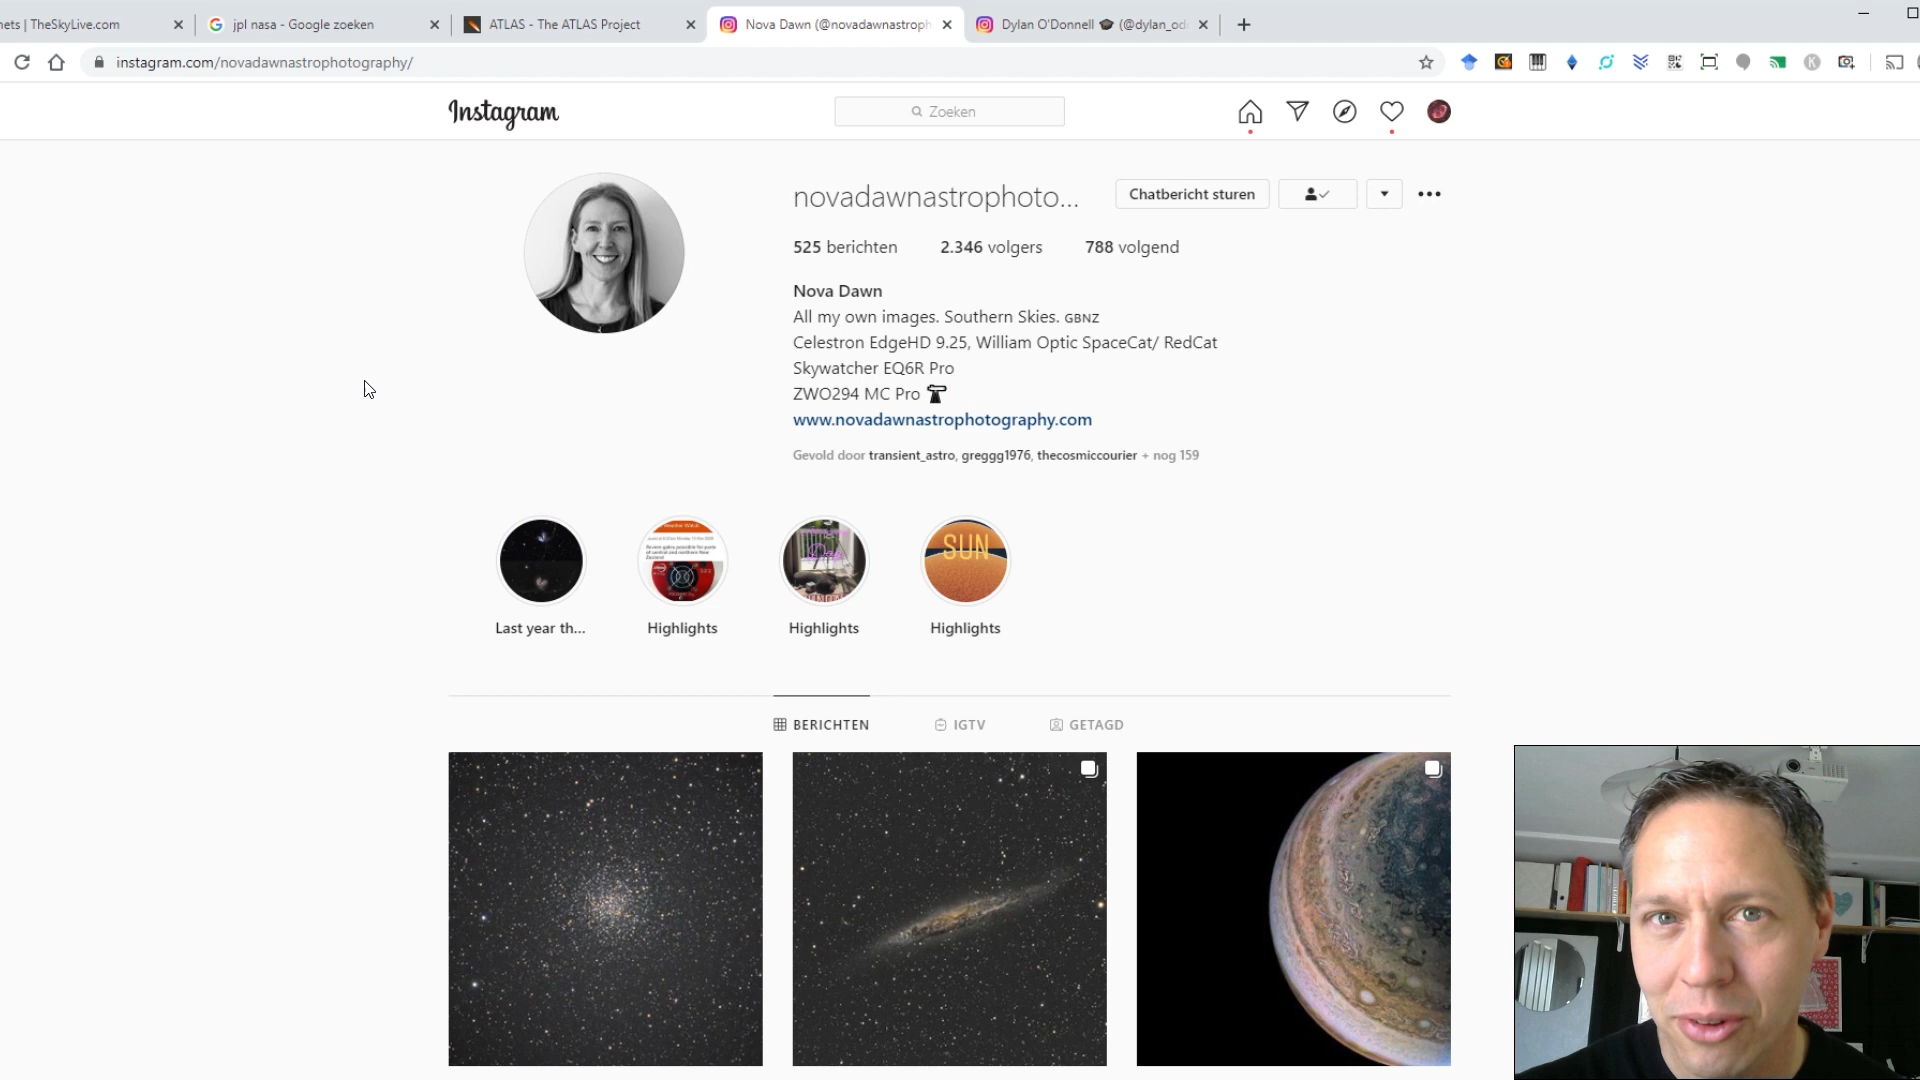 nets | TheSkyLive.com
jpl nasa - Google zoeken
ATLAS - The ATLAS Project
Nova Dawn (@novadawnastroph
Dylan O'Donnell 🎓 (@dylan_od
instagram.com/novadawnastrophotography/
Instagram
Zoeken
novadawnastrophoto...
Chatbericht sturen
525 berichten
2.346 volgers
788 volgend
Nova Dawn
All my own images. Southern Skies. GBNZ
Celestron EdgeHD 9.25, William Optic SpaceCat/ RedCat
Skywatcher EQ6R Pro
ZWO294 MC Pro
www.novadawnastrophotography.com
Gevold door transient_astro, greggg1976, thecosmiccourier + nog 159
SUN
Last year th...
Highlights
Highlights
Highlights
BERICHTEN
IGTV
GETAGD